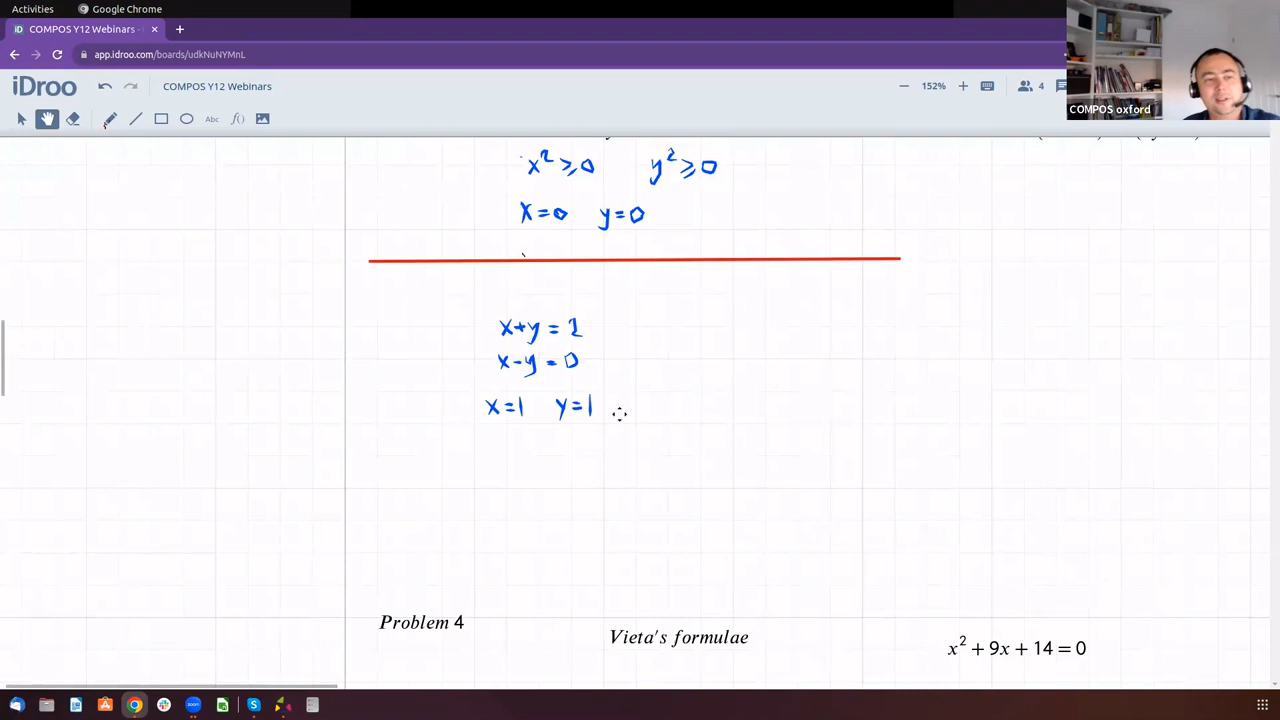 Activities Google Chrome
COMPOS Y12 Webinars -
app.idroo.com/boards/udkNuNYMnL
iDroo COMPOS Y12 Webinars 152% 4
Abc f()
COMPOS oxford
x² ≥ 0 y² ≥ 0
x = 0 y = 0
x + y = 2
x - y = 0
x = 1 y = 1
Problem 4
Vieta's formulae
x² + 9x + 14 = 0